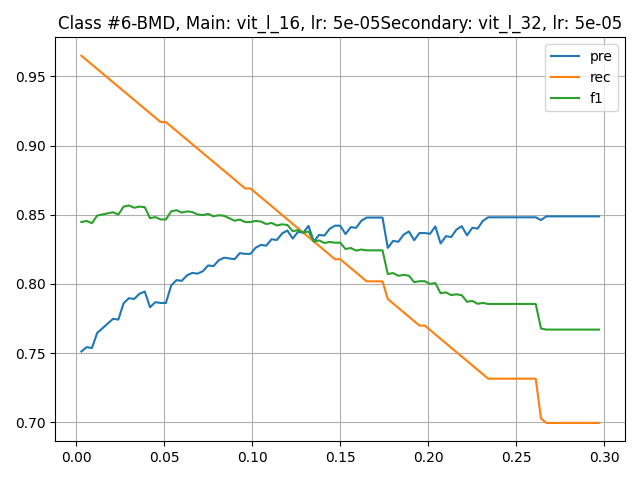 Class #6-BMD, Main: vit_l_16, lr: 5e-05Secondary: vit_l_32, lr: 5e-05
pre
rec
f1
0.95
0.90
0.85
0.80
0.75
0.70
0.00 0.05 0.10 0.15 0.20 0.25 0.30